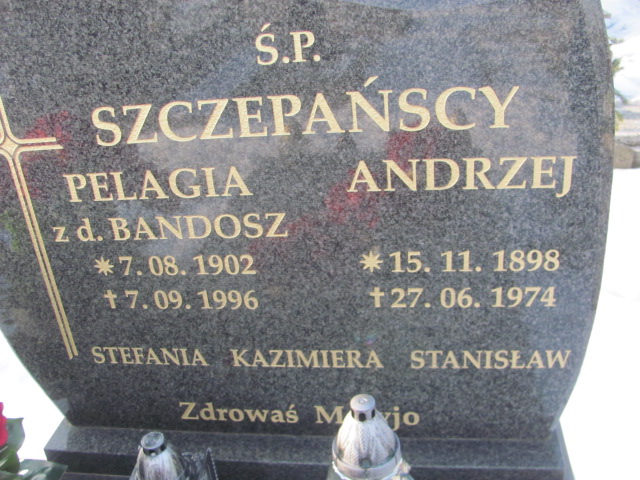 Ś.P.
SZCZEPAŃSCY
PELAGIA ANDRZEJ
z d. BANDOSZ
* 7. 08. 1902 * 15. 11. 1898
† 7. 09. 1996 † 27. 06. 1974
STEFANIA KAZIMIERA STANISŁAW
Zdrowaś Maryjo